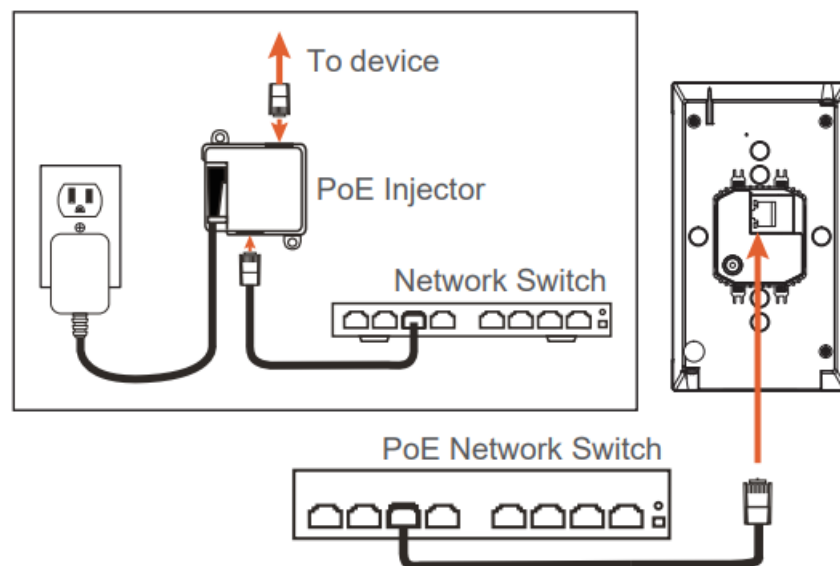 To device
PoE Injector
Network Switch
PoE Network Switch